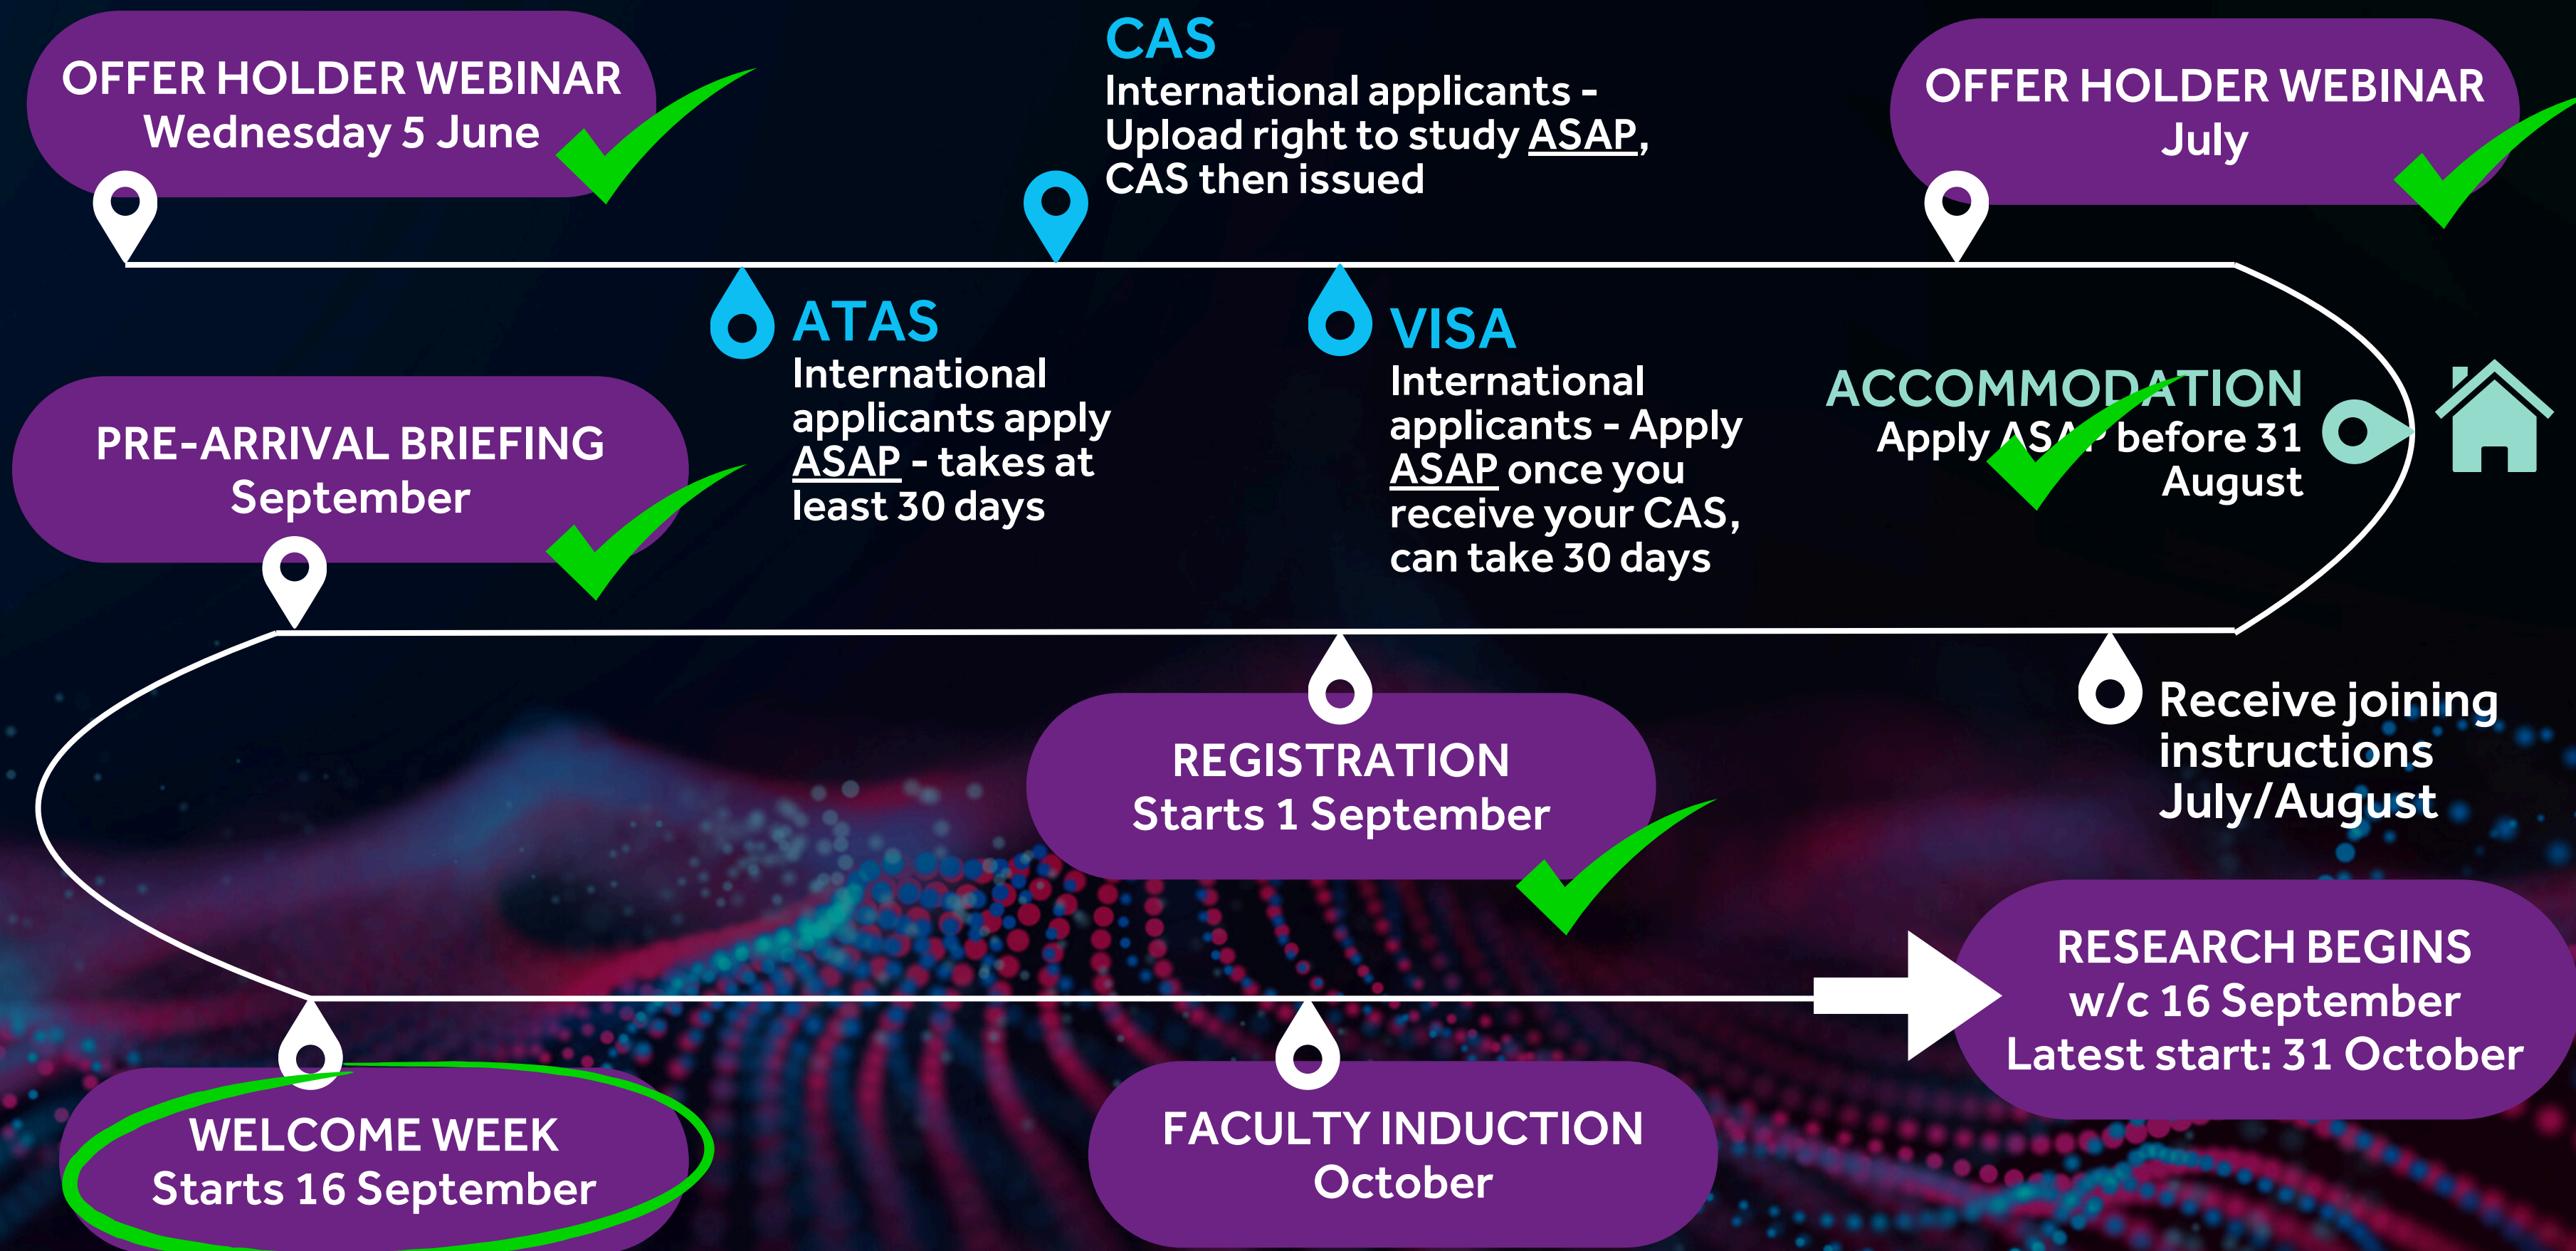 OFFER HOLDER WEBINAR
Wednesday 5 June
ATAS
International
applicants apply
ASAP - takes at
least 30 days
CAS
International applicants -
Upload right to study ASAP,
CAS then issued
VISA
International
applicants - Apply
ASAP once you
receive your CAS,
can take 30 days
OFFER HOLDER WEBINAR
July
ACCOMMODATION
Apply ASAP before 31
August
Receive joining
instructions
July/August
REGISTRATION
Starts 1 September
PRE-ARRIVAL BRIEFING
September
WELCOME WEEK
Starts 16 September
FACULTY INDUCTION
October
RESEARCH BEGINS
w/c 16 September
Latest start: 31 October